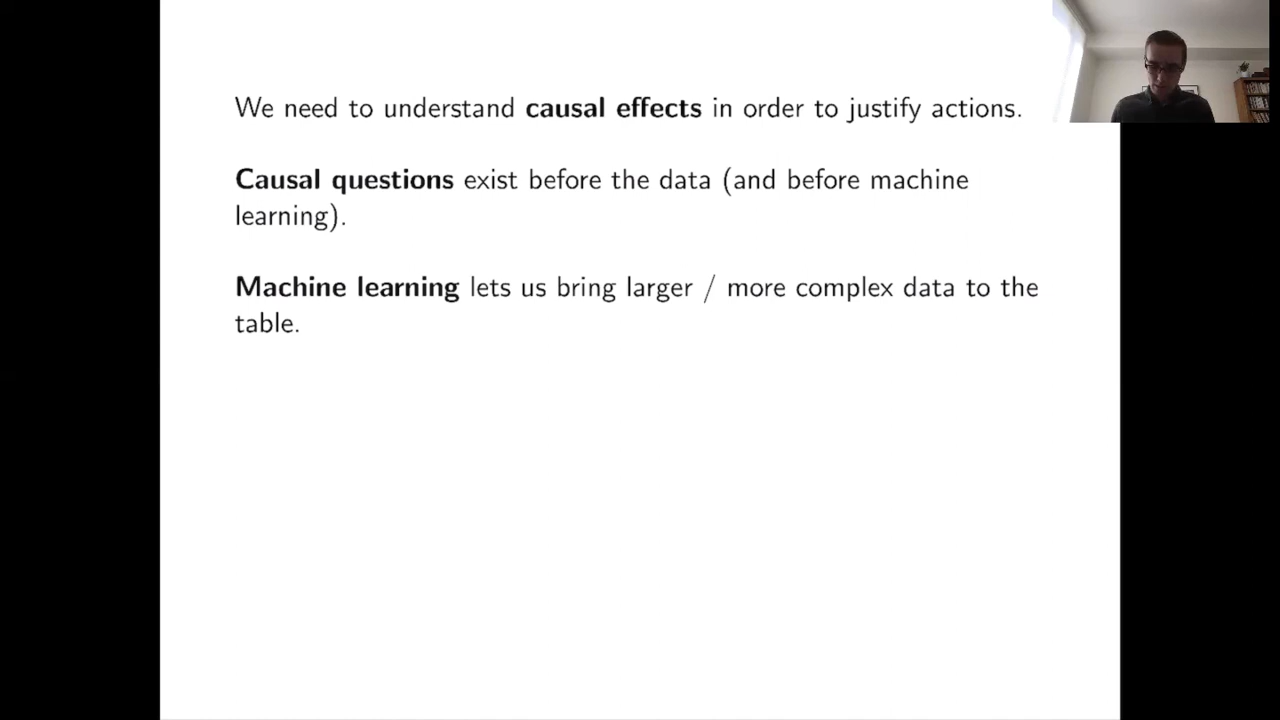 We need to understand causal effects in order to justify actions.
Causal questions exist before the data (and before machine
learning).
Machine learning lets us bring larger / more complex data to the
table.